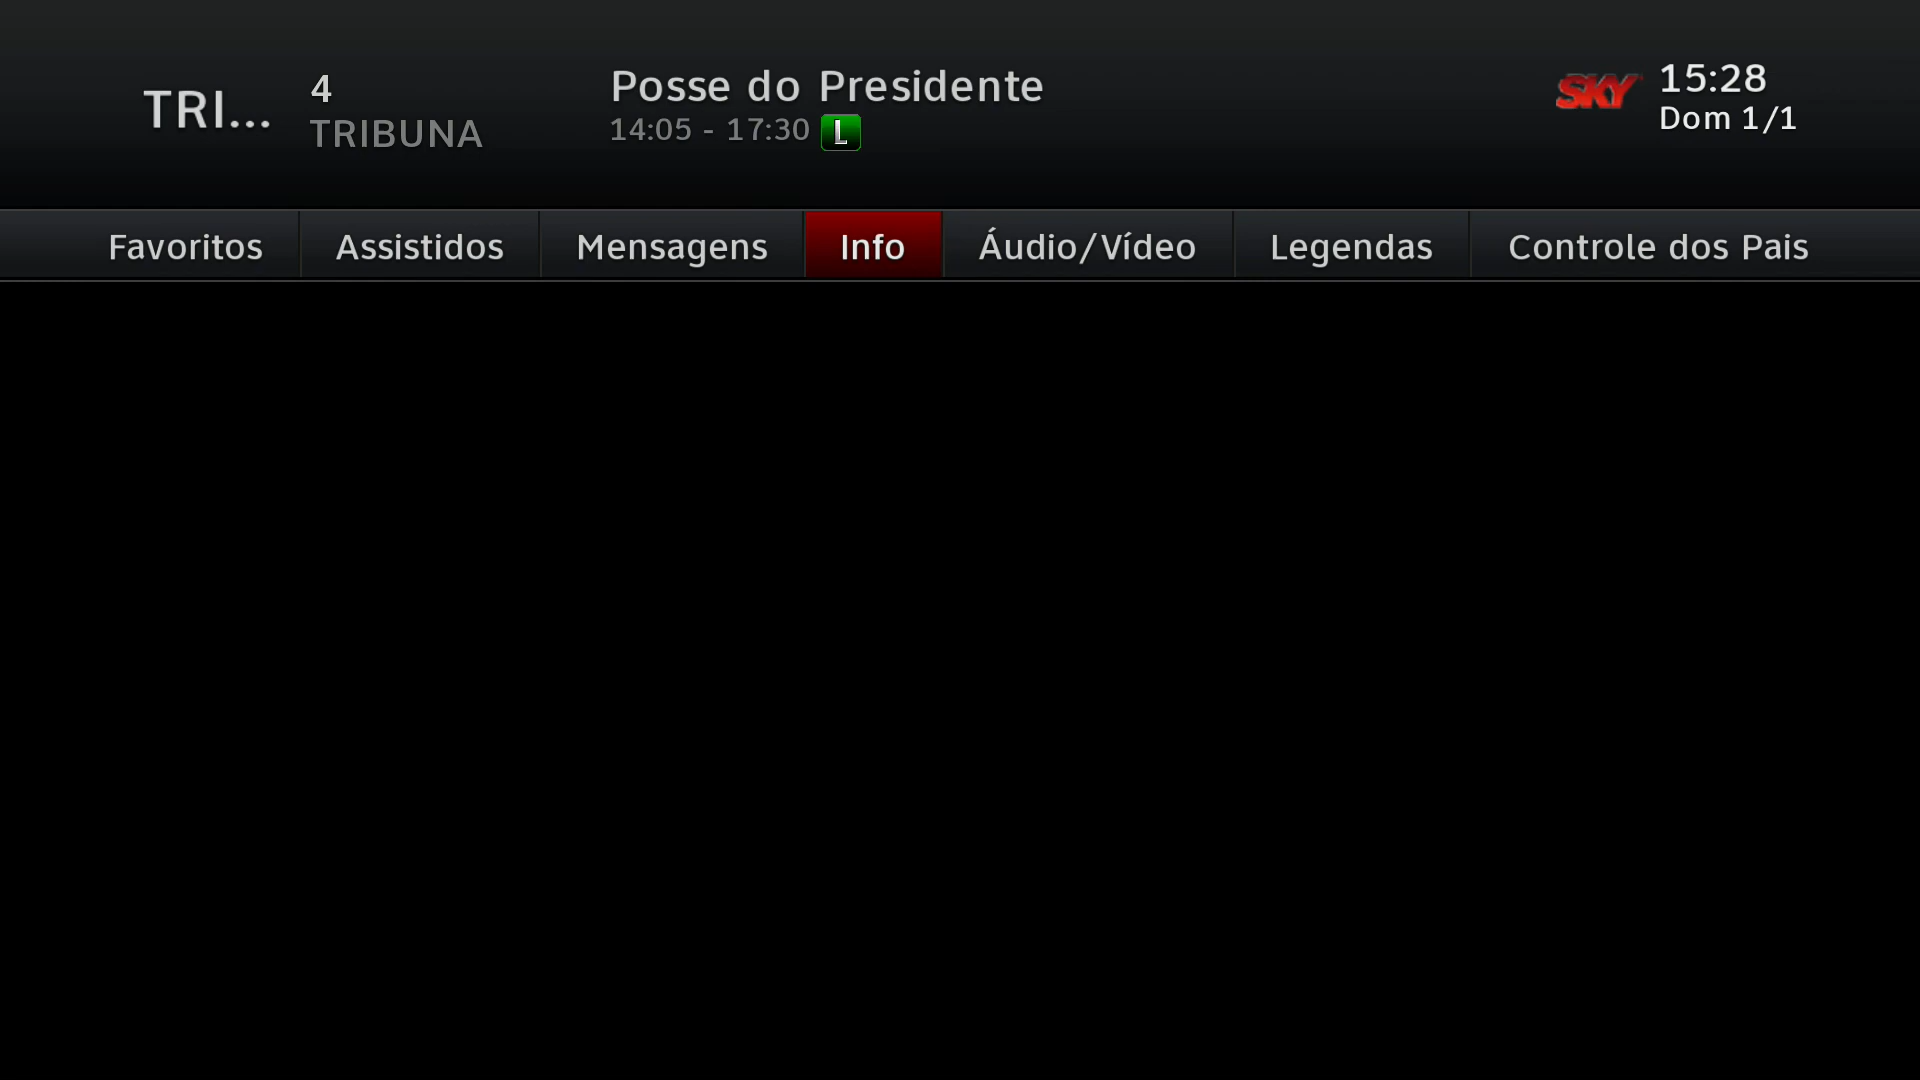 TRI...
4
TRIBUNA
Posse do Presidente
14:05 - 17:30 L
SKY
15:28
Dom 1/1
Favoritos
Assistidos
Mensagens
Info
Áudio/Vídeo
Legendas
Controle dos Pais